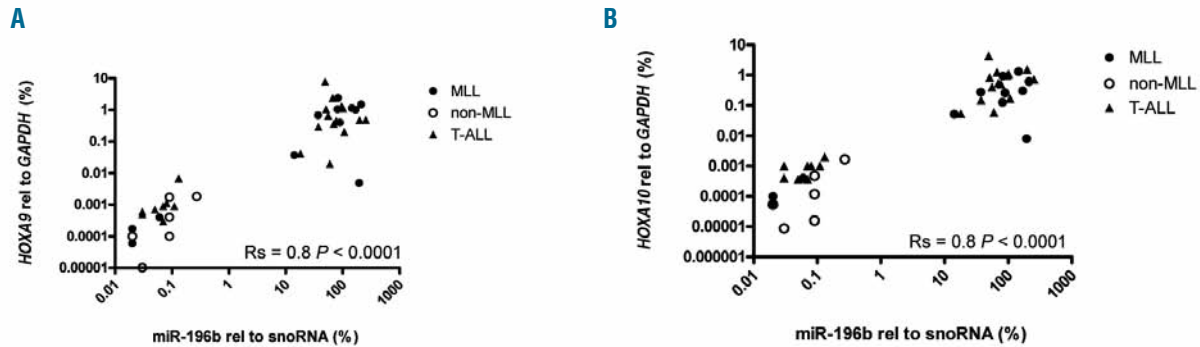 A
HOXA9 rel to GAPDH (%)
10
1
0.1
0.01
0.001
0.0001
0.00001
0.01
0.1
1
10
100
1000
miR-196b rel to snoRNA (%)
Rs = 0.8 P < 0.0001
MLL
non-MLL
T-ALL
B
HOXA10 rel to GAPDH (%)
10
1
0.1
0.01
0.001
0.0001
0.00001
0.000001
0.01
0.1
1
10
100
1000
miR-196b rel to snoRNA (%)
Rs = 0.8 P < 0.0001
MLL
non-MLL
T-ALL